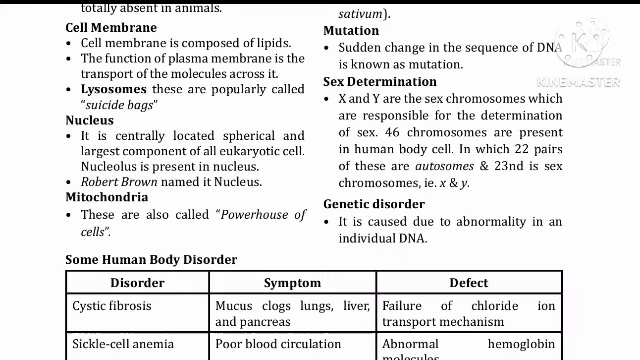 totally absent in animals.
Cell Membrane
• Cell membrane is composed of lipids.
• The function of plasma membrane is the
transport of the molecules across it.
• Lysosomes these are popularly called
“suicide bags”
Nucleus
• It is centrally located spherical and
largest component of all eukaryotic cell.
Nucleolus is present in nucleus.
• Robert Brown named it Nucleus.
Mitochondria
• These are also called “Powerhouse of
cells”.
sativum).
Mutation
• Sudden change in the sequence of DNA
is known as mutation.
Sex Determination
• X and Y are the sex chromosomes which
are responsible for the determination
of sex. 46 chromosomes are present
in human body cell. In which 22 pairs
of these are autosomes & 23nd is sex
chromosomes, ie. x & y.
Genetic disorder
• It is caused due to abnormality in an
individual DNA.
Some Human Body Disorder
Disorder Symptom Defect
Cystic fibrosis Mucus clogs lungs, liver, Failure of chloride ion
and pancreas transport mechanism
Sickle-cell anemia Poor blood circulation Abnormal hemoglobin
molecules
K
MADE WITH KINEMASTER
KINEMASTER